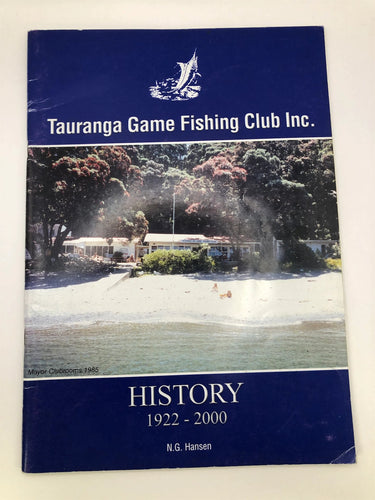 Tauranga Game Fishing Club Inc.
Mayor Clubrooms 1985
HISTORY
1922 - 2000
N.G. Hansen